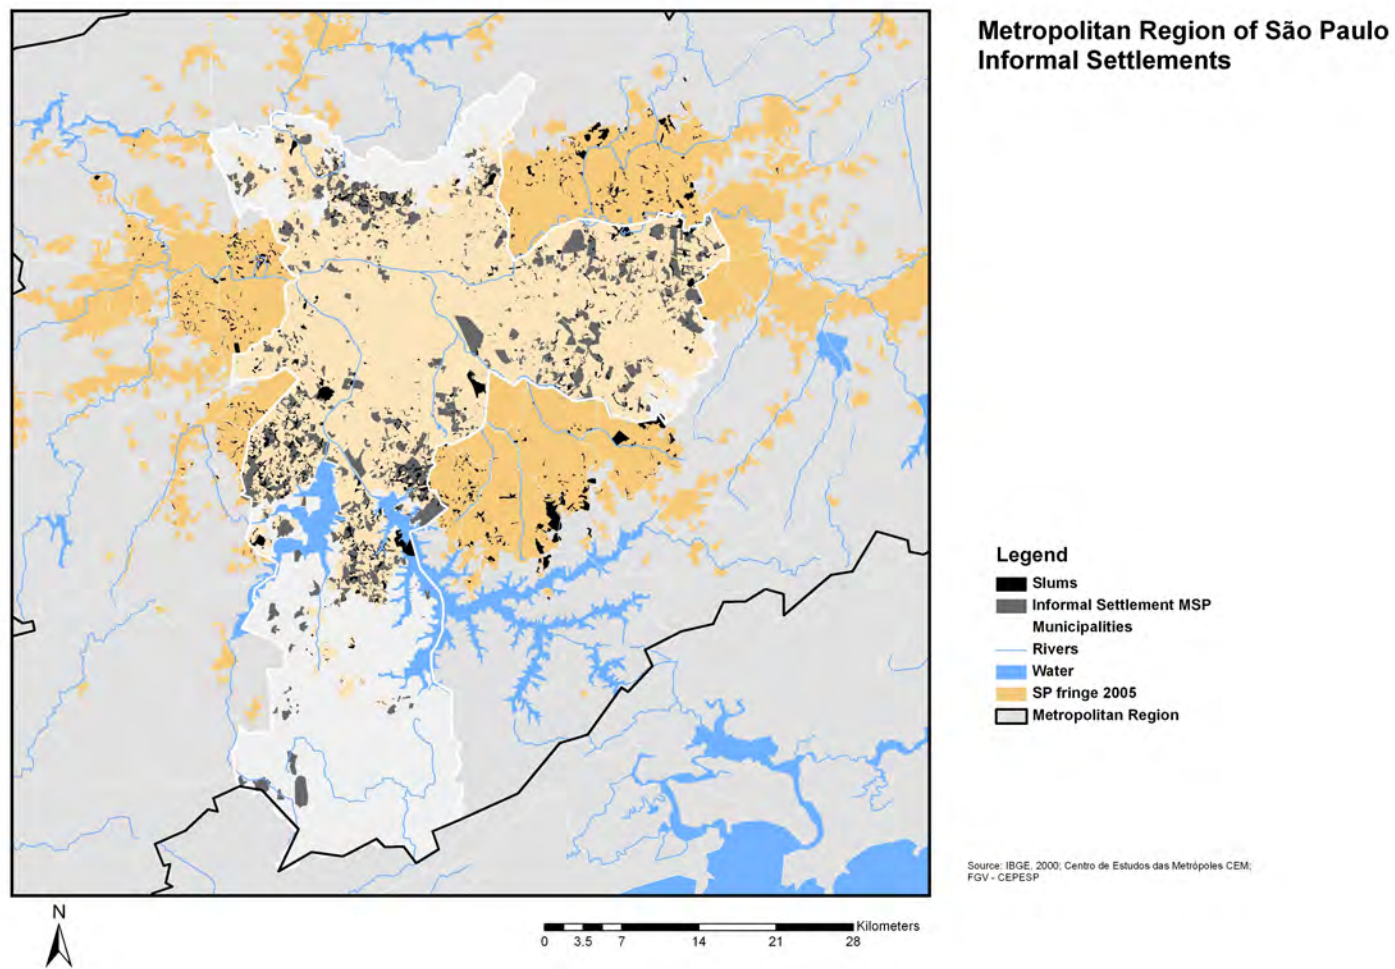 Metropolitan Region of São Paulo
Informal Settlements
Legend
Slums
Informal Settlement MSP
Municipalities
Rivers
Water
SP fringe 2005
Metropolitan Region
Source: IBGE, 2000; Centro de Estudos das Metrópoles CEM;
FGV - CEPESP
N
Kilometers
0 3.5 7 14 21 28